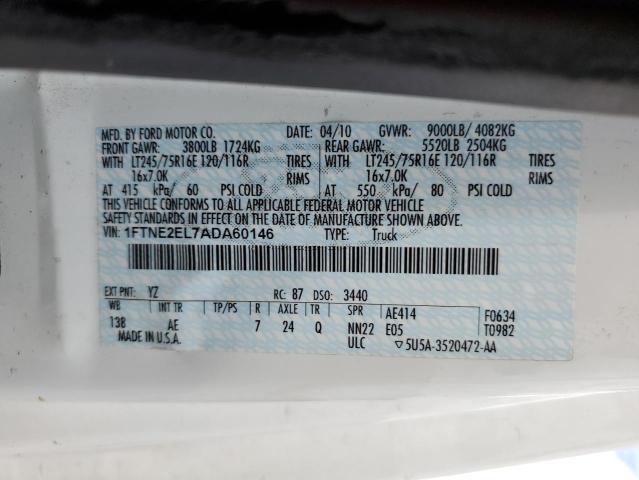 MFD. BY FORD MOTOR CO. DATE: 04/10 GVWR: 9000LB/ 4082KG
FRONT GAWR: 3800LB 1724KG REAR GAWR: 5520LB 2504KG
WITH LT245/75R16E 120/116R TIRES WITH LT245/75R16E 120/116R TIRES
16x7.0K RIMS 16x7.0K RIMS
AT 415 kPa/ 60 PSI COLD AT 550 kPa/ 80 PSI COLD
THIS VEHICLE CONFORMS TO ALL APPLICABLE FEDERAL MOTOR VEHICLE
SAFETY STANDARDS IN EFFECT ON THE DATE OF MANUFACTURE SHOWN ABOVE.
VIN: 1FTNE2EL7ADA60146 TYPE: Truck
EXT PNT: YZ RC: 87 DSO: 3440
WB INT TR TP/PS R AXLE TR SPR AE414 F0634
138 AE 7 24 Q NN22 E05 T0982
MADE IN U.S.A. ULC ▽5U5A-3520472-AA